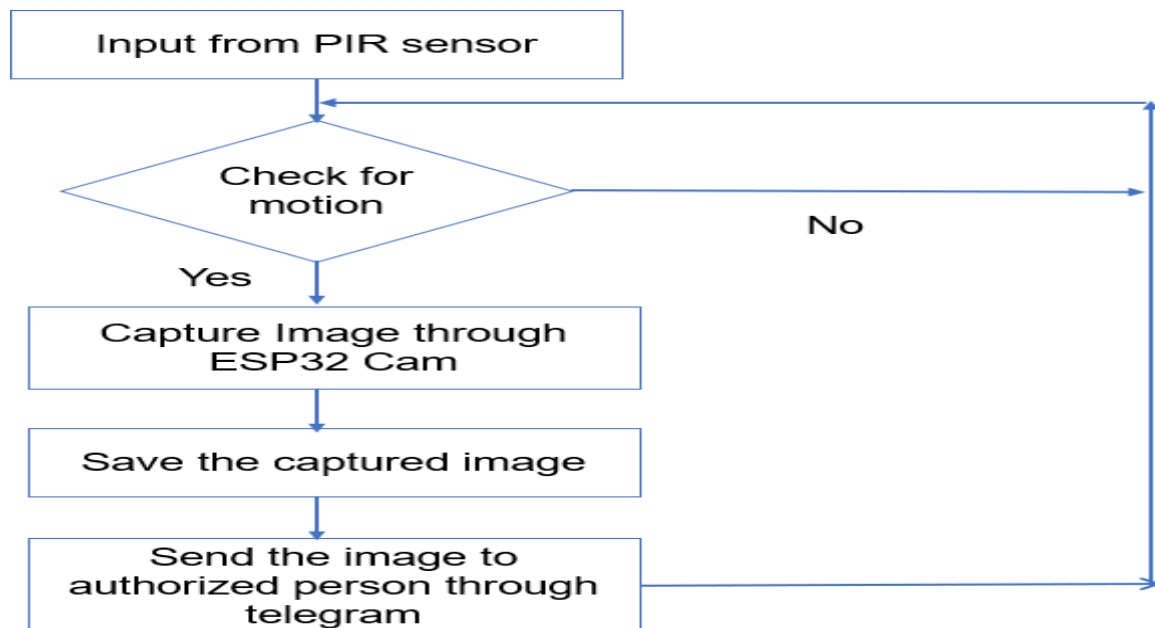 Input from PIR sensor
Check for
motion
No
Yes
Capture Image through
ESP32 Cam
Save the captured image
Send the image to
authorized person through
telegram